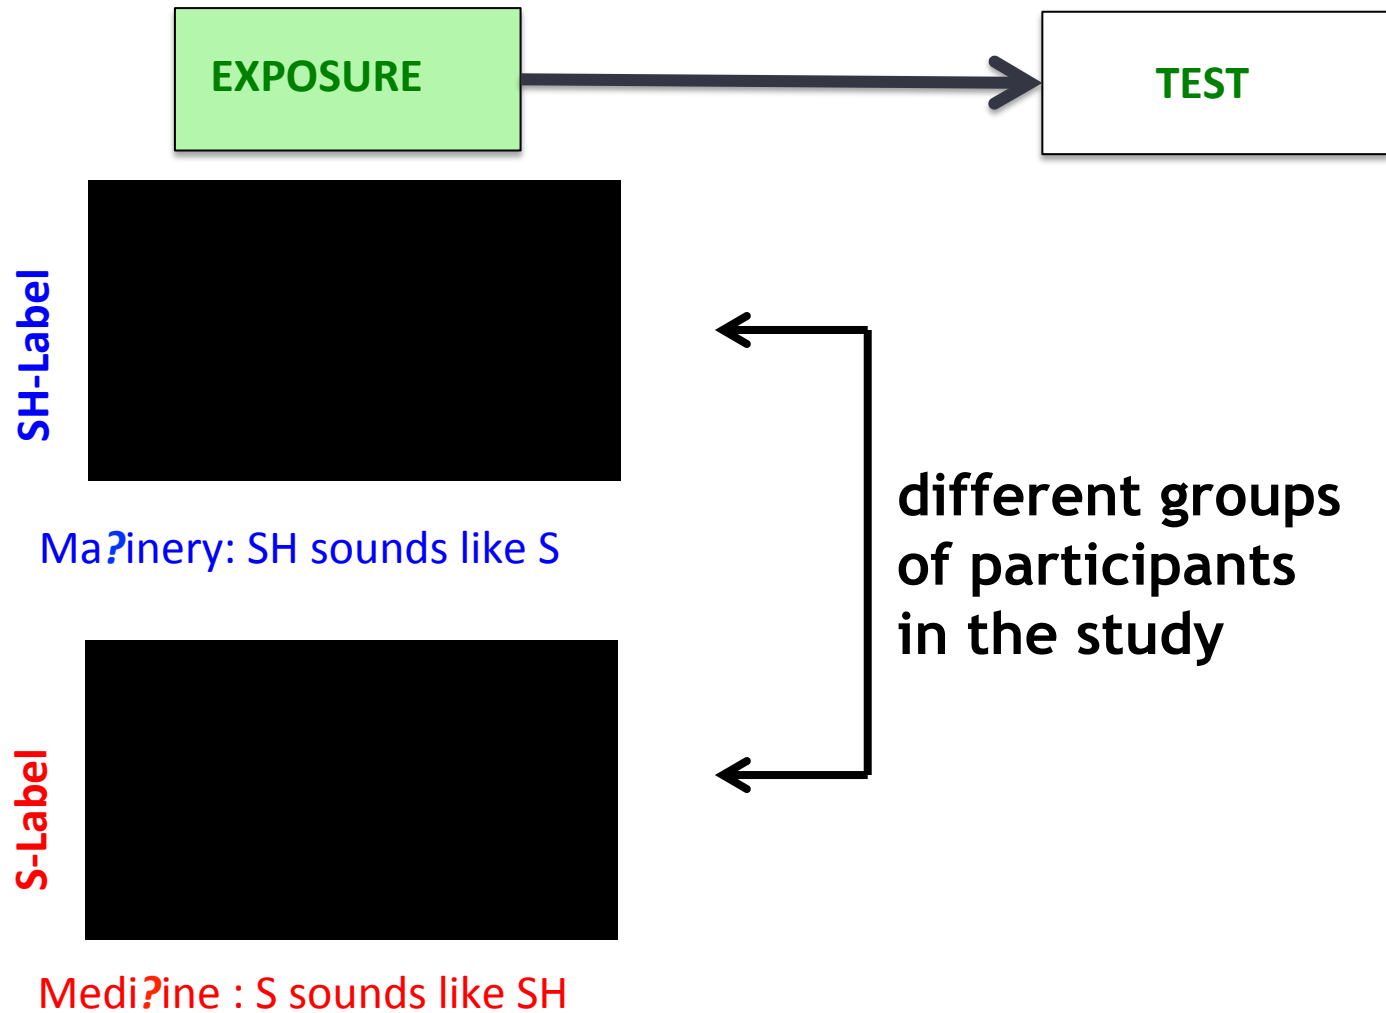 EXPOSURE
TEST
SH-Label
Ma?inery: SH sounds like S
different groups
of participants
in the study
S-Label
Medi?ine : S sounds like SH